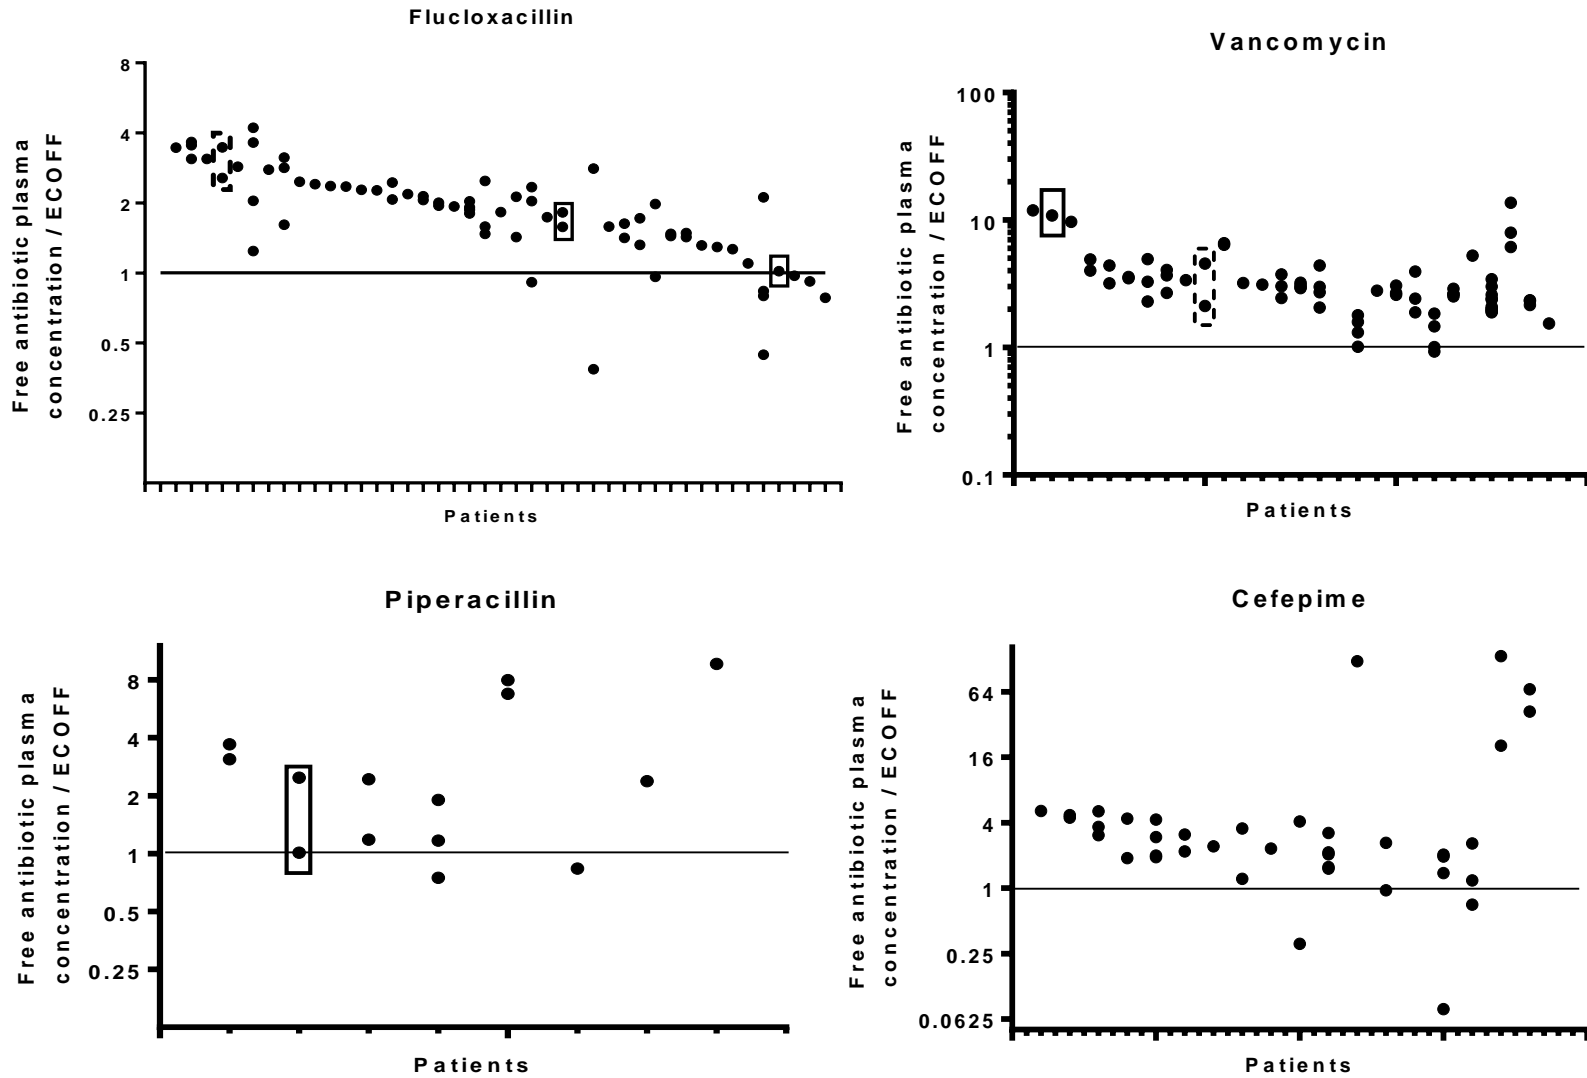 Flucloxacillin
Free antibiotic plasma
concentration / ECOFF
8
4
2
1
0.5
0.25
Patients
Vancomycin
Free antibiotic plasma
concentration / ECOFF
100
10
1
0.1
Patients
Piperacillin
Free antibiotic plasma
concentration / ECOFF
8
4
2
1
0.5
0.25
Patients
Cefepime
Free antibiotic plasma
concentration / ECOFF
64
16
4
1
0.25
0.0625
Patients